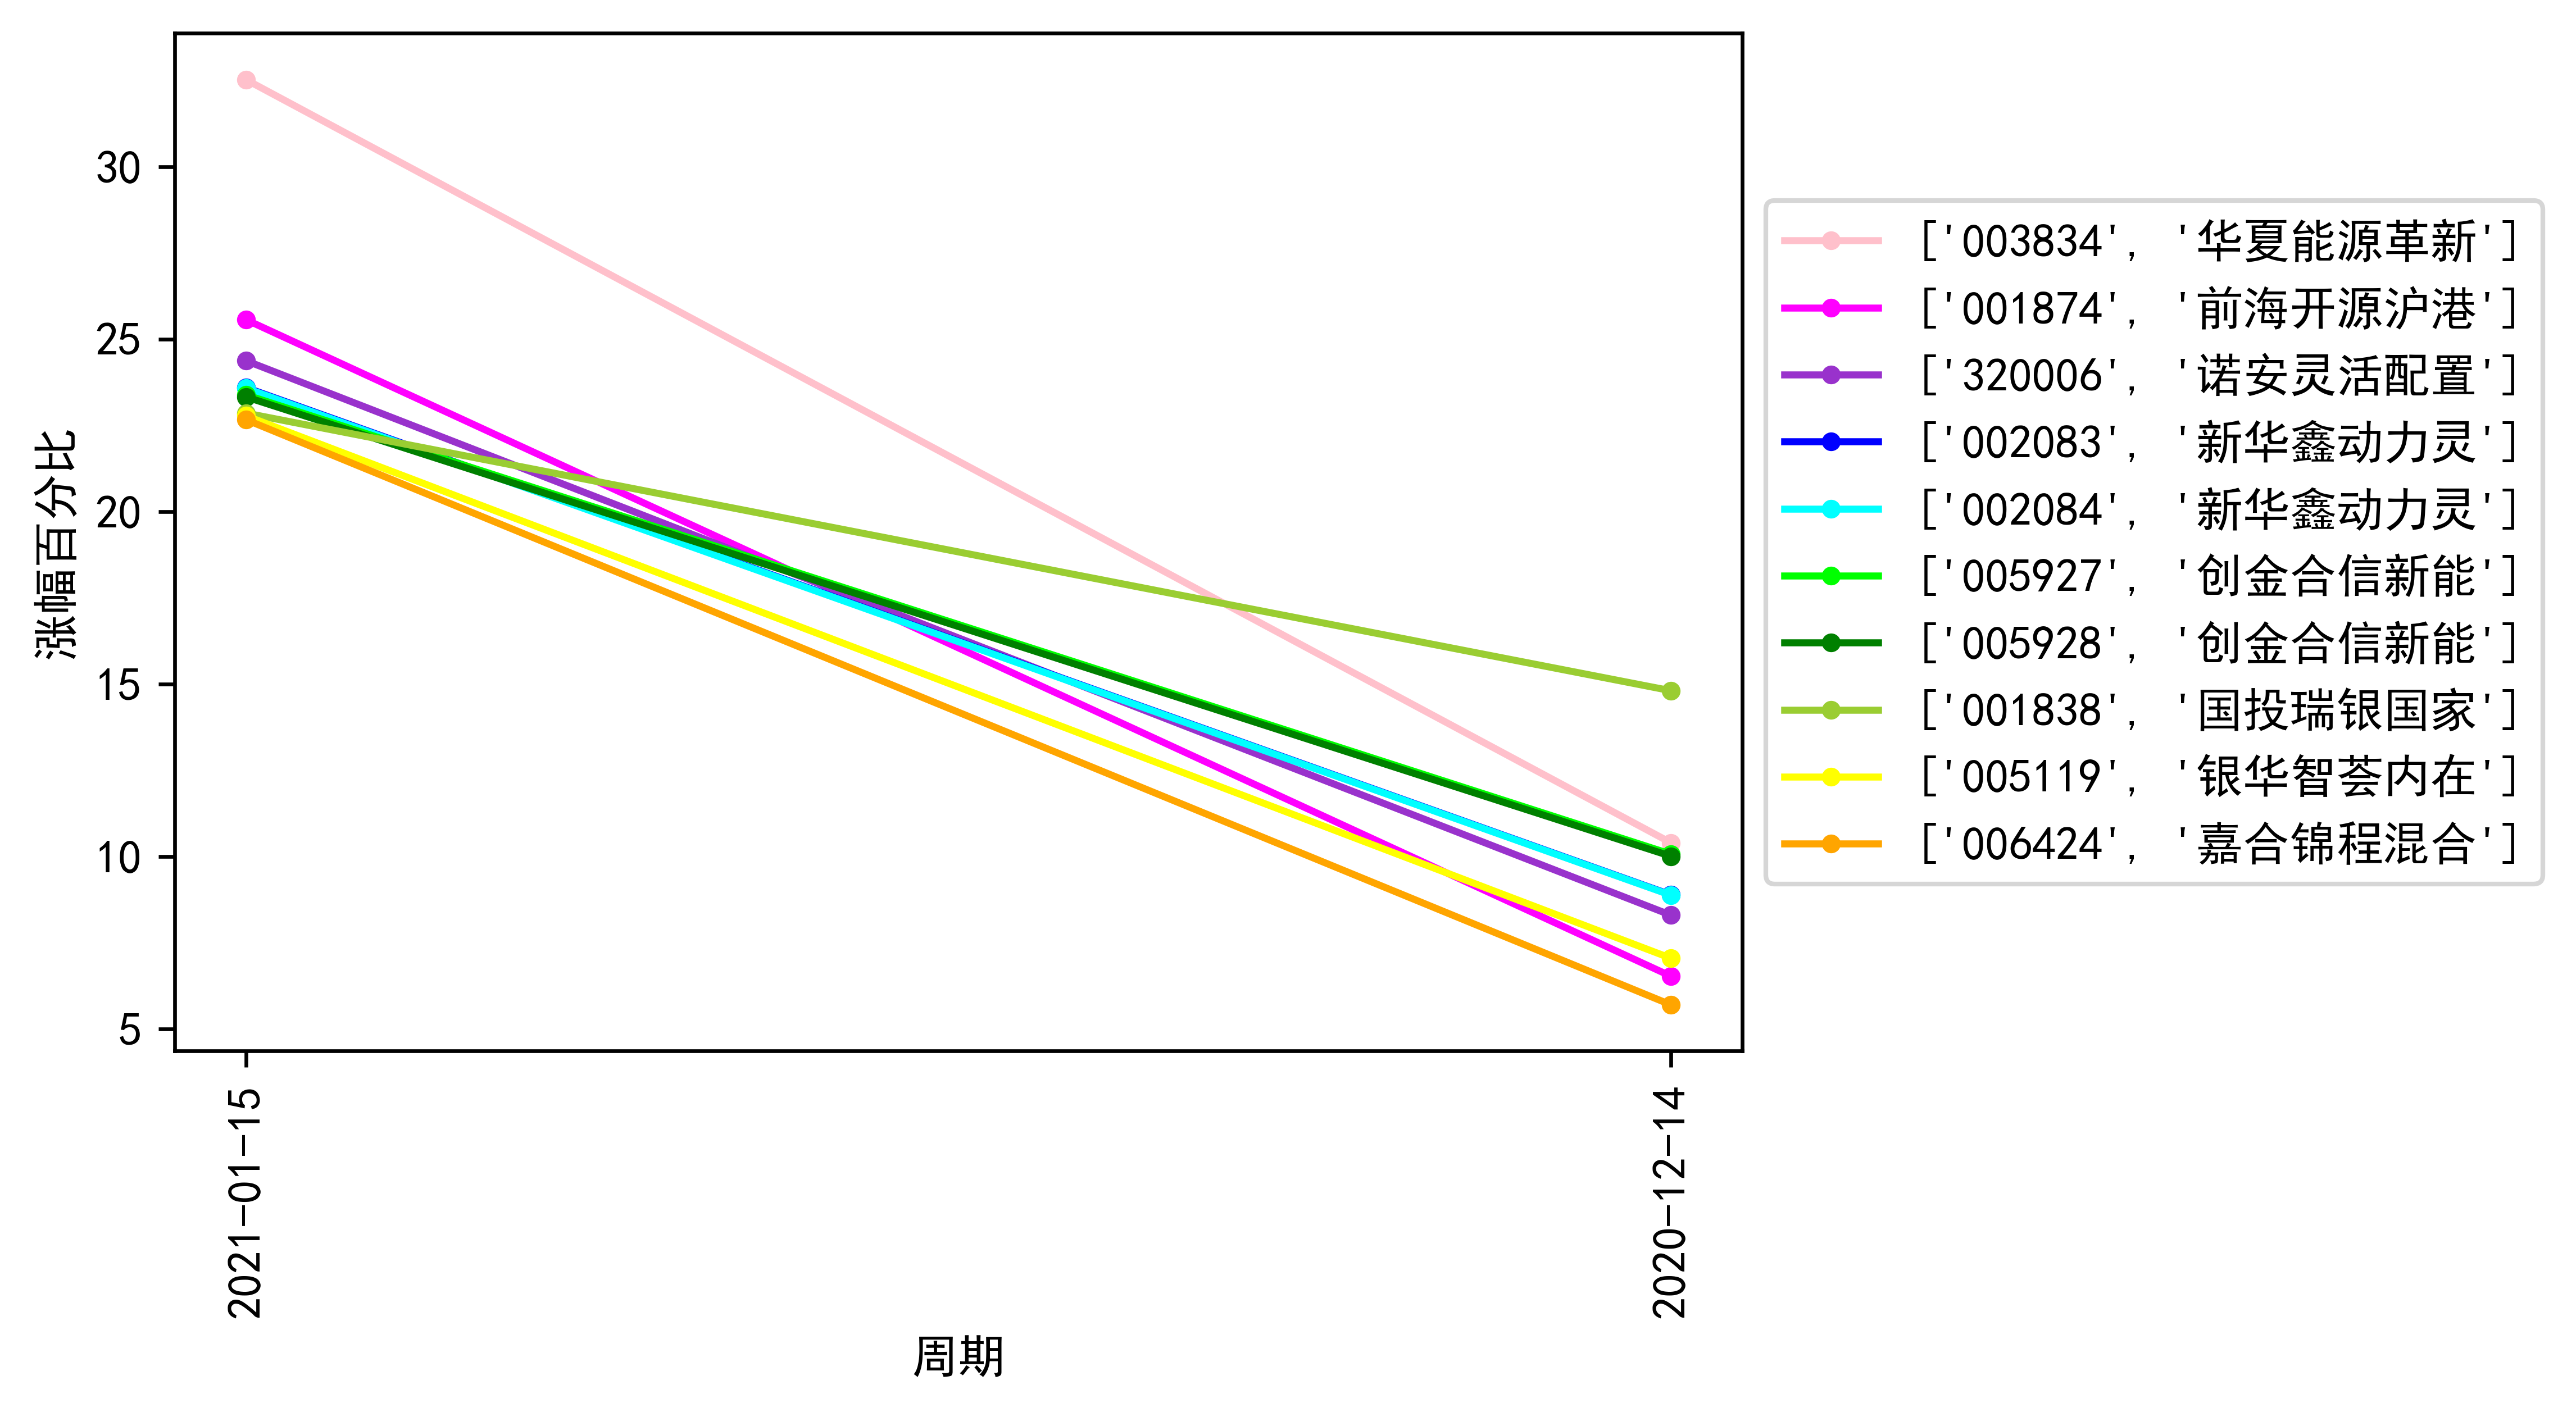 涨幅百分比
30
25
20
15
10
5
2021-01-15
2020-12-14
周期
['003834', '华夏能源革新']
['001874', '前海开源沪港']
['320006', '诺安灵活配置']
['002083', '新华鑫动力灵']
['002084', '新华鑫动力灵']
['005927', '创金合信新能']
['005928', '创金合信新能']
['001838', '国投瑞银国家']
['005119', '银华智荟内在']
['006424', '嘉合锦程混合']